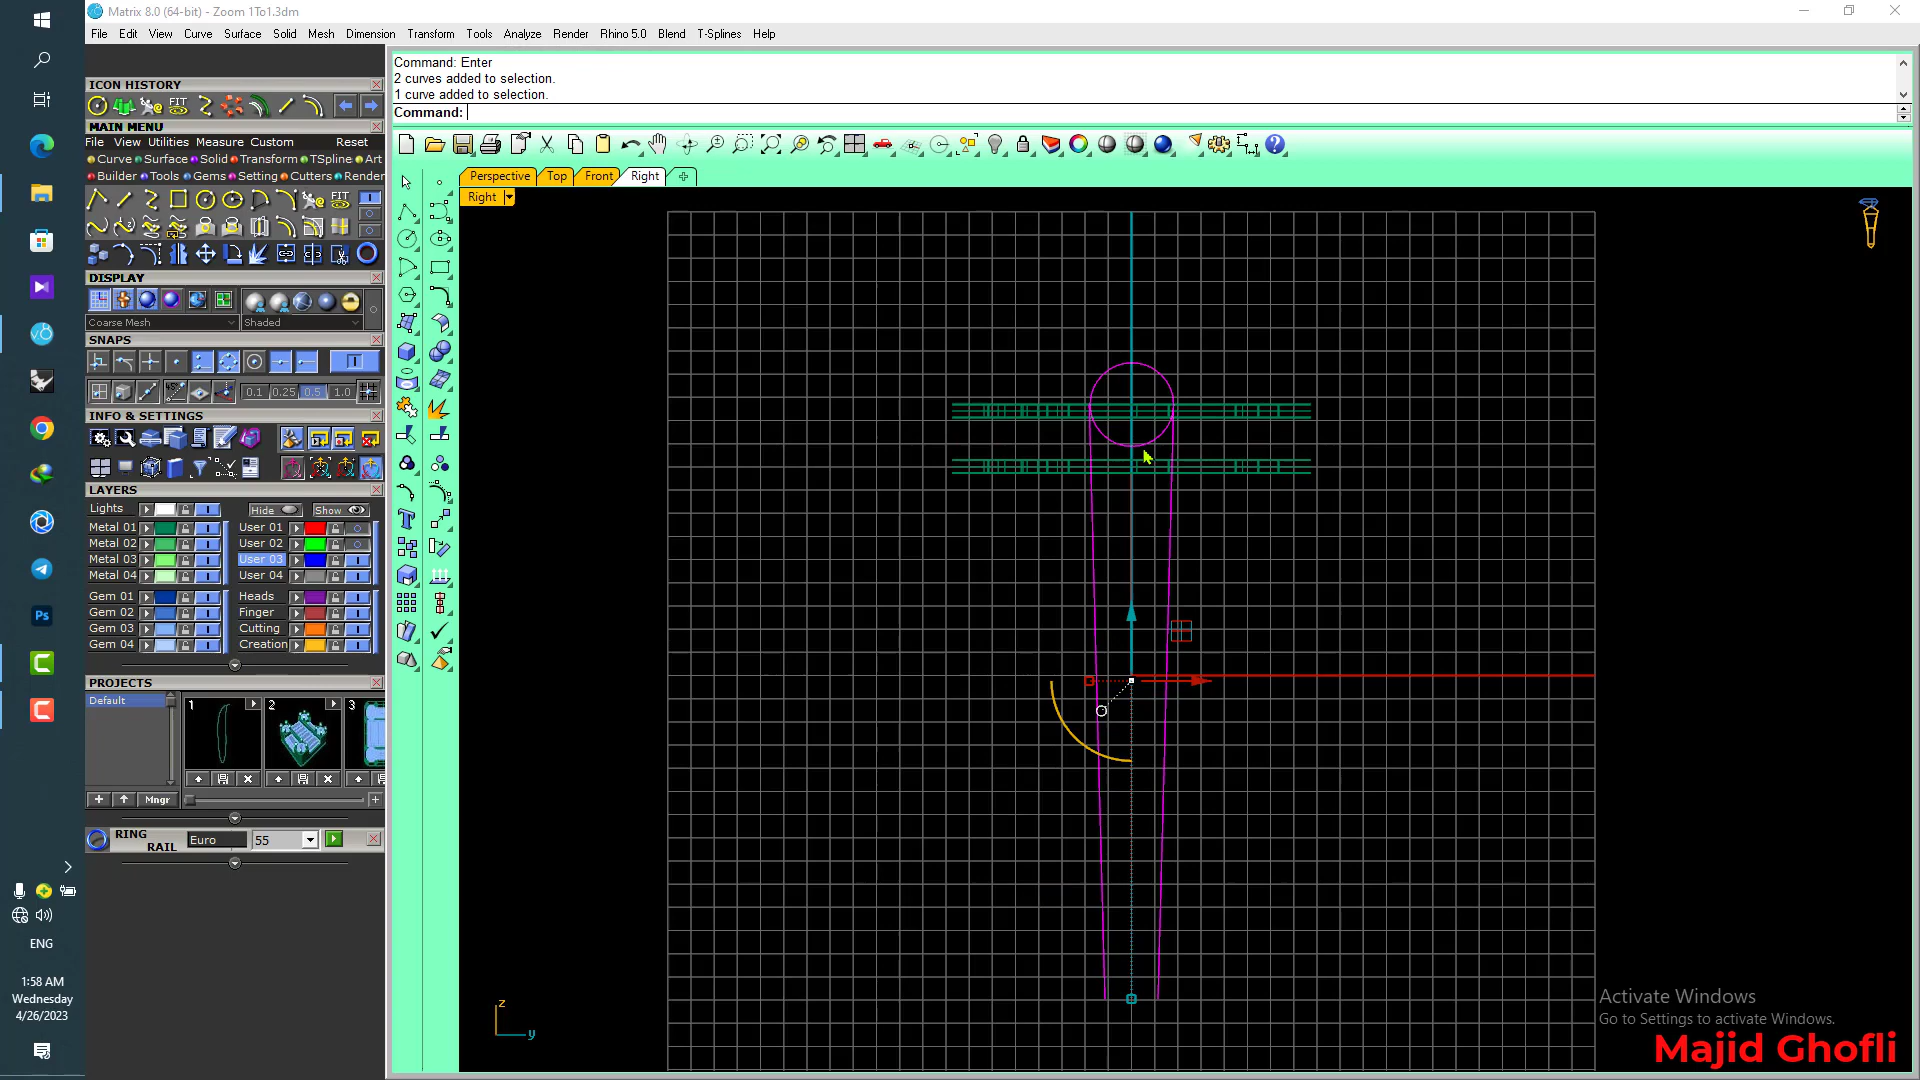 Matrix 8.0 (64-bit) - Zoom 1To1.3dm
File Edit View Curve Surface Solid Mesh Dimension Transform Tools Analyze Render Rhino 5.0 Blend T-Splines Help
Command: Enter
2 curves added to selection.
1 curve added to selection.
Command:
ICON HISTORY
FIT
MAIN MENU
File View Utilities Measure Custom Reset
Curve Surface Solid Transform TSpline Art
Builder Tools Gems Setting Cutters Render
FIT
DISPLAY
Coarse Mesh Shaded
SNAPS
45°
0.1 0.25 0.5 1.0
INFO & SETTINGS
LAYERS
Lights Hide Show
Metal 01 User 01
Metal 02 User 02
Metal 03 User 03
Metal 04 User 04
Gem 01 Heads
Gem 02 Finger
Gem 03 Cutting
Gem 04 Creation
PROJECTS
Default
1 2 3
Mngr
RING RAIL Euro 55
Perspective Top Front Right
Right
z
y
ENG
1:58 AM
Wednesday
4/26/2023
Ps
Activate Windows
Go to Settings to activate Windows.
Majid Ghofli